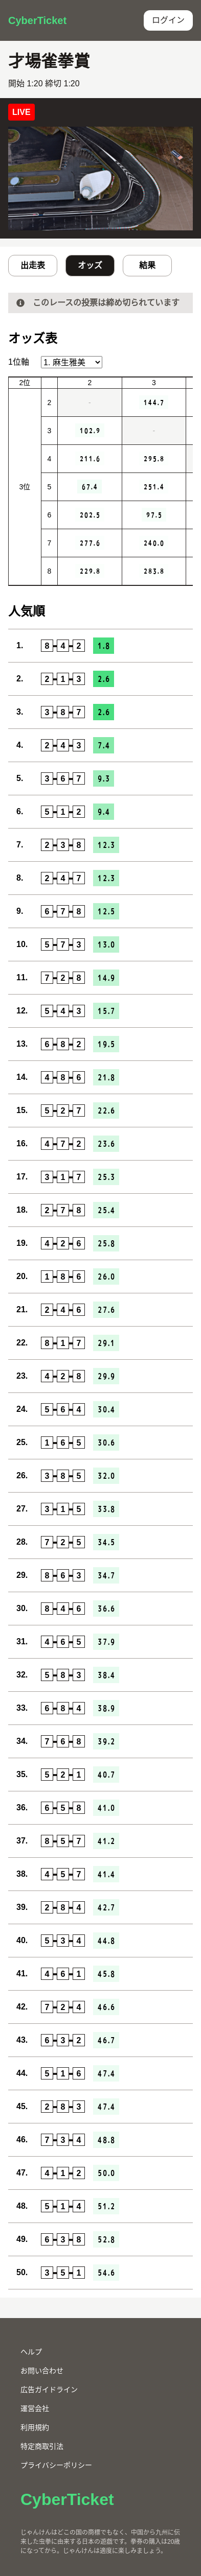 CyberTicket
ログイン
才場雀拳賞
開始 1:20 締切 1:20
LIVE
出走表
オッズ
結果
このレースの投票は締め切られています
オッズ表
1位軸 1. 麻生雅美
2位 2 3
2 - 144.7
3 102.9 -
4 211.6 295.8
3位 5 67.4 251.4
6 202.5 97.5
7 277.6 240.0
8 229.8 283.8
人気順
1. 8-4-2 1.8
2. 2-1-3 2.6
3. 3-8-7 2.6
4. 2-4-3 7.4
5. 3-6-7 9.3
6. 5-1-2 9.4
7. 2-3-8 12.3
8. 2-4-7 12.3
9. 6-7-8 12.5
10. 5-7-3 13.0
11. 7-2-8 14.9
12. 5-4-3 15.7
13. 6-8-2 19.5
14. 4-8-6 21.8
15. 5-2-7 22.6
16. 4-7-2 23.6
17. 3-1-7 25.3
18. 2-7-8 25.4
19. 4-2-6 25.8
20. 1-8-6 26.0
21. 2-4-6 27.6
22. 8-1-7 29.1
23. 4-2-8 29.9
24. 5-6-4 30.4
25. 1-6-5 30.6
26. 3-8-5 32.0
27. 3-1-5 33.8
28. 7-2-5 34.5
29. 8-6-3 34.7
30. 8-4-6 36.6
31. 4-6-5 37.9
32. 5-8-3 38.4
33. 6-8-4 38.9
34. 7-6-8 39.2
35. 5-2-1 40.7
36. 6-5-8 41.0
37. 8-5-7 41.2
38. 4-5-7 41.4
39. 2-8-4 42.7
40. 5-3-4 44.8
41. 4-6-1 45.8
42. 7-2-4 46.6
43. 6-3-2 46.7
44. 5-1-6 47.4
45. 2-8-3 47.4
46. 7-3-4 48.8
47. 4-1-2 50.0
48. 5-1-4 51.2
49. 6-3-8 52.8
50. 3-5-1 54.6
ヘルプ
お問い合わせ
広告ガイドライン
運営会社
利用規約
特定商取引法
プライバシーポリシー
CyberTicket
じゃんけんはどこの国の商標でもなく、中国から九州に伝
来した虫拳に由来する日本の遊戯です。拳券の購入は20歳
になってから。じゃんけんは適度に楽しみましょう。